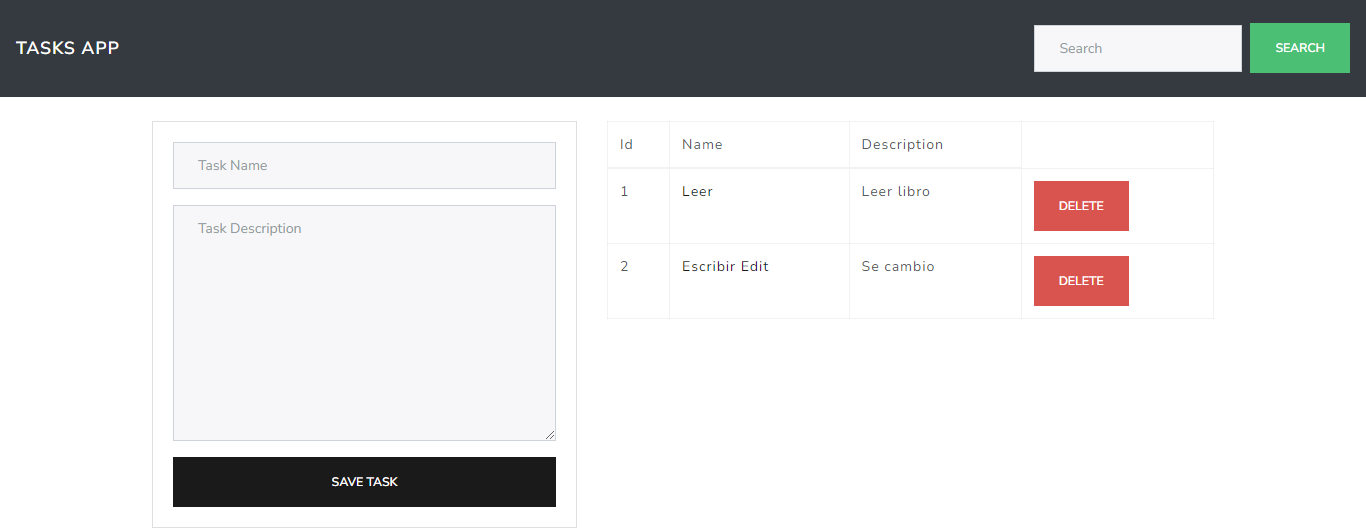 TASKS APP
Search
SEARCH
Task Name
Task Description
SAVE TASK
Id Name Description
1 Leer Leer libro DELETE
2 Escribir Edit Se cambio DELETE